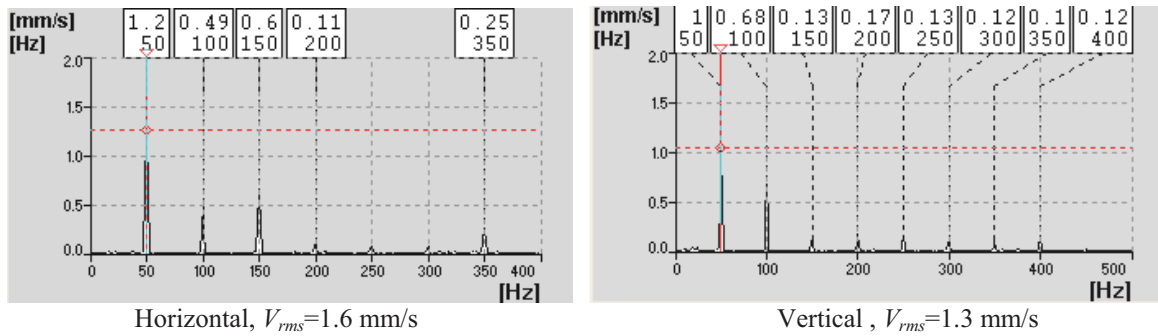 [mm/s] 1.2 0.49 0.6 0.11 0.25
[Hz] 50 100 150 200 350
2.0
1.5
1.0
0.5
0.0
0 50 100 150 200 250 300 350 400
[Hz]
Horizontal, Vrms=1.6 mm/s
[mm/s] 1 0.68 0.13 0.17 0.13 0.12 0.1 0.12
[Hz] 50 100 150 200 250 300 350 400
2.0
1.5
1.0
0.5
0.0
0 100 200 300 400 500
[Hz]
Vertical , Vrms=1.3 mm/s